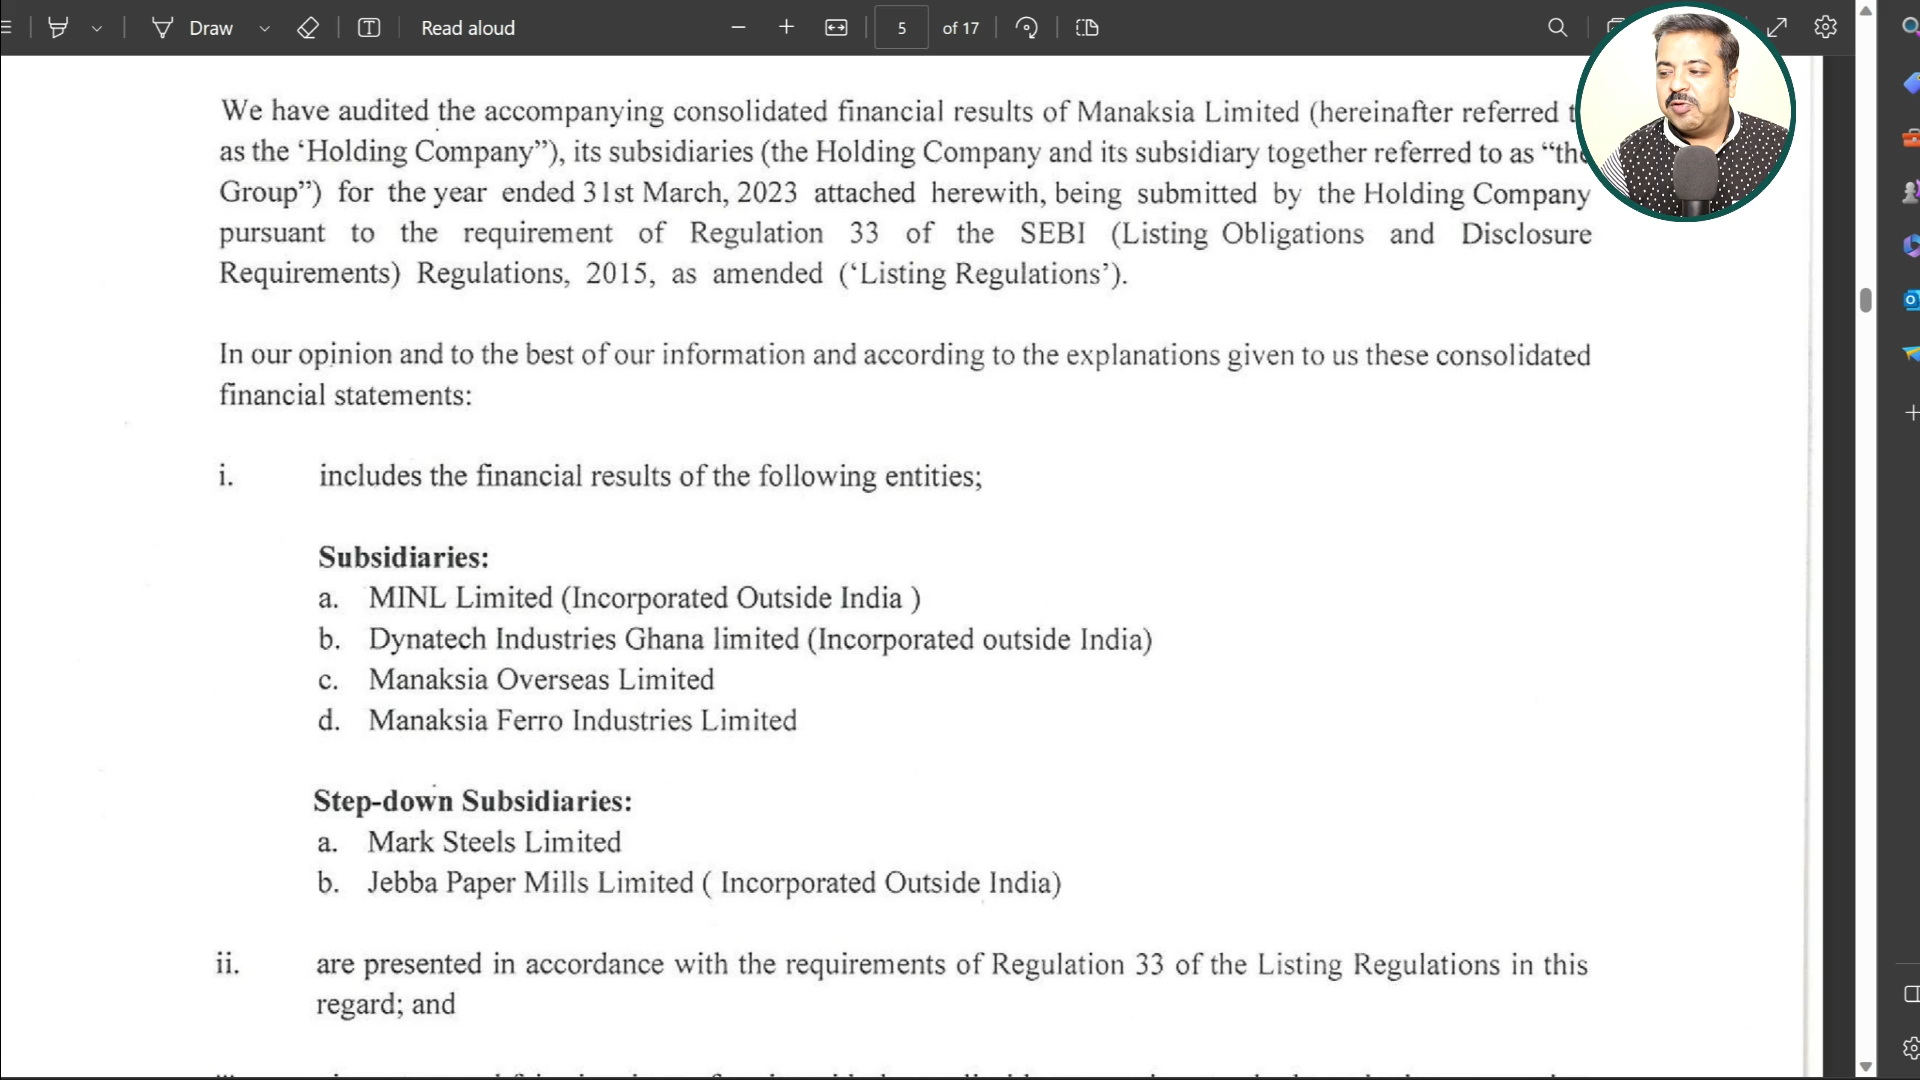 Draw
Read aloud
5 of 17
We have audited the accompanying consolidated financial results of Manaksia Limited (hereinafter referred
as the ‘Holding Company”), its subsidiaries (the Holding Company and its subsidiary together referred to as “the
Group”) for the year ended 31st March, 2023 attached herewith, being submitted by the Holding Company
pursuant to the requirement of Regulation 33 of the SEBI (Listing Obligations and Disclosure
Requirements) Regulations, 2015, as amended (‘Listing Regulations’).
In our opinion and to the best of our information and according to the explanations given to us these consolidated
financial statements:
i. includes the financial results of the following entities;
Subsidiaries:
a. MINL Limited (Incorporated Outside India )
b. Dynatech Industries Ghana limited (Incorporated outside India)
c. Manaksia Overseas Limited
d. Manaksia Ferro Industries Limited
Step-down Subsidiaries:
a. Mark Steels Limited
b. Jebba Paper Mills Limited ( Incorporated Outside India)
ii. are presented in accordance with the requirements of Regulation 33 of the Listing Regulations in this
regard; and